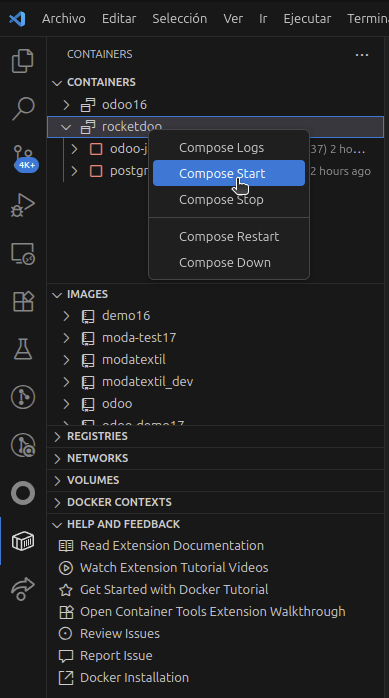 Archivo Editar Selección Ver Ir Ejecutar Termina
CONTAINERS
CONTAINERS
odoo16
rocketdoo
Compose Logs
odoo-j 37) 2 ho...
Compose Start
postgr 2 hours ago
4K+
Compose Stop
Compose Restart
Compose Down
IMAGES
demo16
moda-test17
modatextil
modatextil_dev
odoo
odoo-demo17
REGISTRIES
NETWORKS
VOLUMES
DOCKER CONTEXTS
HELP AND FEEDBACK
Read Extension Documentation
Watch Extension Tutorial Videos
Get Started with Docker Tutorial
Open Container Tools Extension Walkthrough
Review Issues
Report Issue
Docker Installation